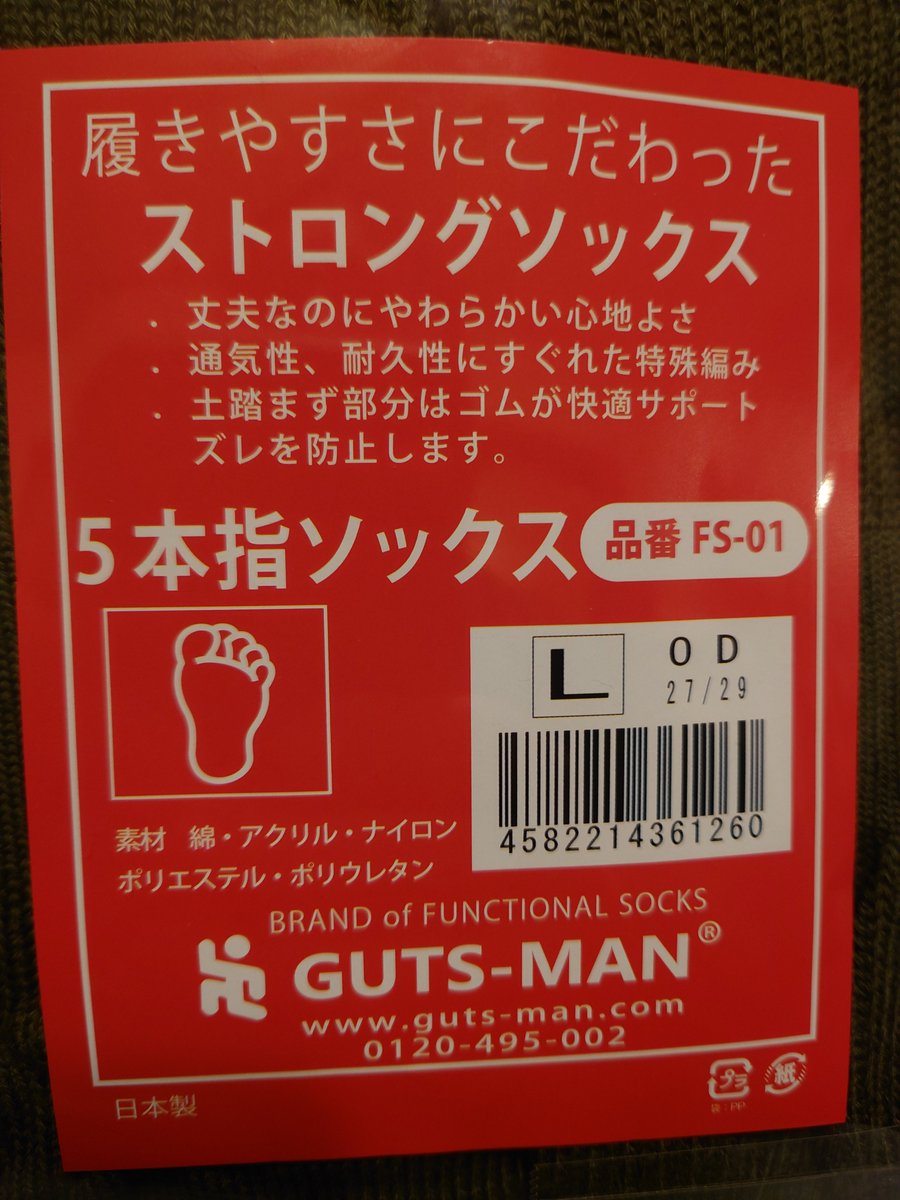 履きやすさにこだわった
ストロングソックス
．丈夫なのにやわらかい心地よさ
．通気性、耐久性にすぐれた特殊編み
．土踏まず部分はゴムが快適サポート
ズレを防止します。
5本指ソックス 品番 FS-01
L OD
27/29
4582214361260
素材　綿・アクリル・ナイロン
ポリエステル・ポリウレタン
BRAND of FUNCTIONAL SOCKS
GUTS-MAN®
www.guts-man.com
0120-495-002
プラ 紙
袋：PP
日本製